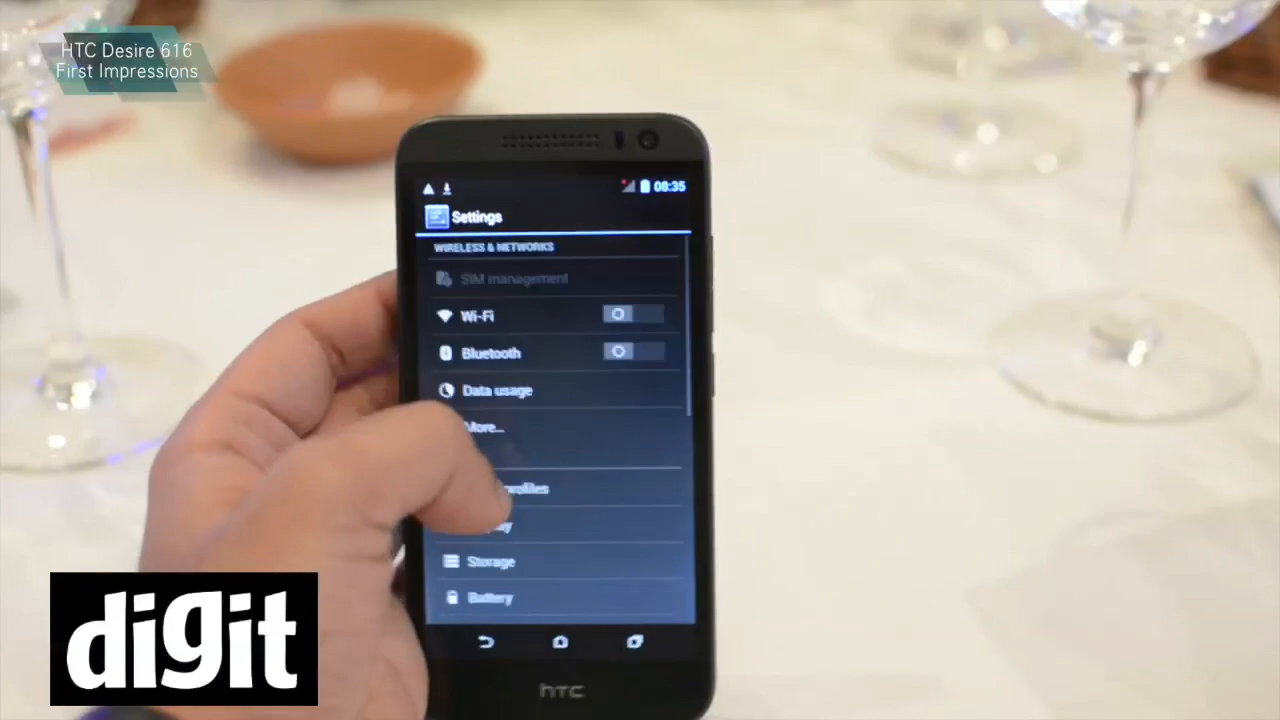 HTC Desire 616
First Impressions
08:35
Settings
WIRELESS & NETWORKS
SIM management
Wi-Fi
Bluetooth
Data usage
More...
profiles
Storage
Battery
hTC
digit